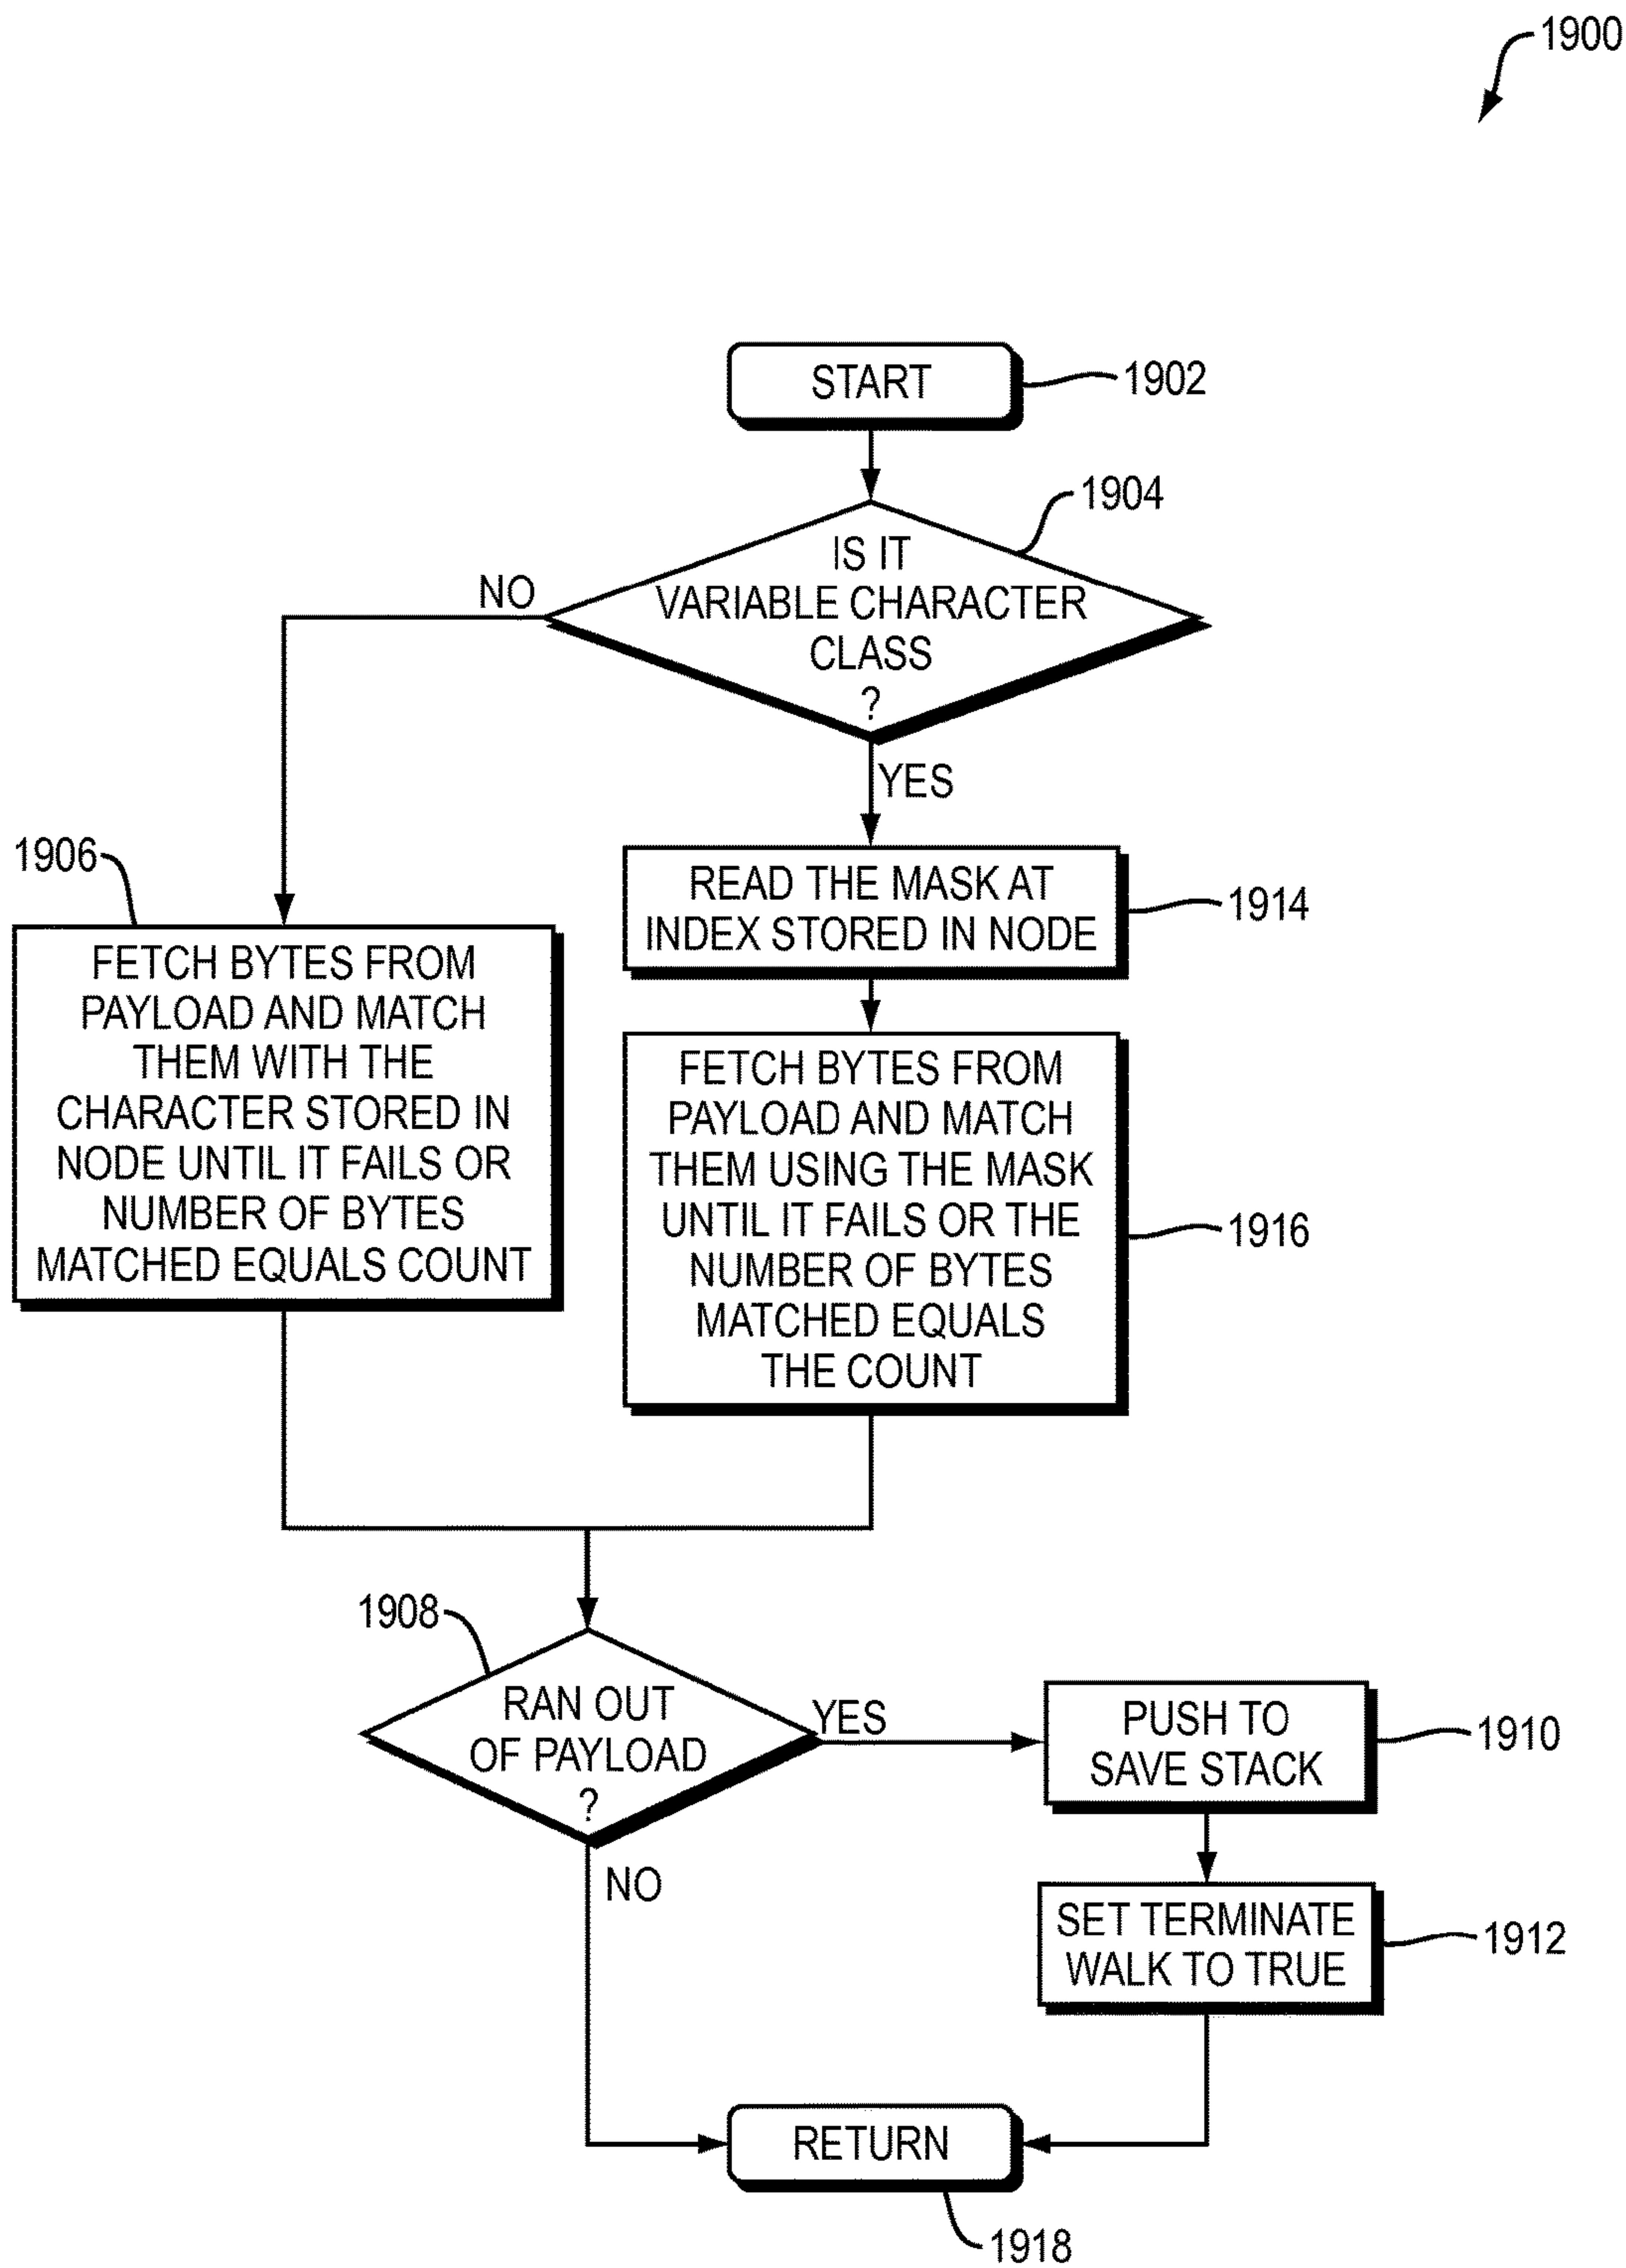 1900
START
1902
1904
IS IT
VARIABLE CHARACTER
CLASS
?
NO
YES
1906
READ THE MASK AT
INDEX STORED IN NODE
1914
FETCH BYTES FROM
PAYLOAD AND MATCH
THEM WITH THE
CHARACTER STORED IN
NODE UNTIL IT FAILS OR
NUMBER OF BYTES
MATCHED EQUALS COUNT
FETCH BYTES FROM
PAYLOAD AND MATCH
THEM USING THE MASK
UNTIL IT FAILS OR THE
NUMBER OF BYTES
MATCHED EQUALS
THE COUNT
1916
1908
RAN OUT
OF PAYLOAD
?
YES
PUSH TO
SAVE STACK
1910
NO
SET TERMINATE
WALK TO TRUE
1912
RETURN
1918